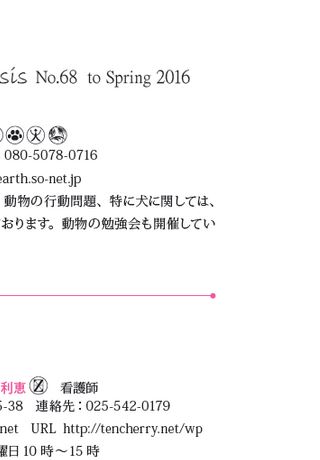 sis No.68 to Spring 2016
080-5078-0716
earth.so-net.jp
動物の行動問題、特に犬に関しては、
おります。動物の勉強会も開催してい
利恵 Z 看護師
5-38 連絡先：025-542-0179
net URL http://tencherry.net/wp
曜日 10 時～15 時